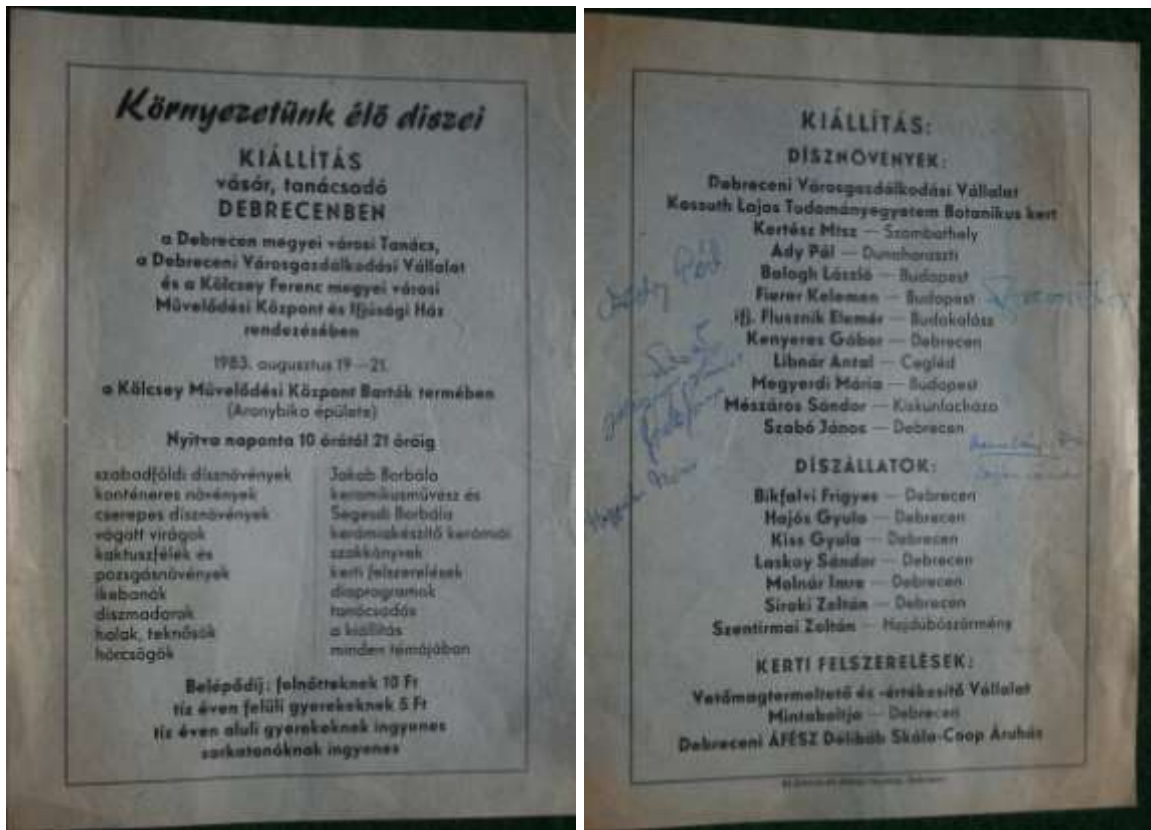 Környezetünk élő díszei
KIÁLLÍTÁS
vásár, tanácsadó
DEBRECENBEN
a Debrecen megyei városi Tanács,
a Debreceni Városgazdálkodási Vállalat
és a Kölcsey Ferenc megyei városi
Művelődési Központ és Ifjúsági Ház
rendezésében
1983. augusztus 19—21.
a Kölcsey Művelődési Központ Bartók termében
(Aranybika épülete)
Nyitva naponta 10 órától 21 óráig
szabadföldi dísznövények
konténeres növények
cserepes dísznövények
vágott virágok
kaktuszfélék és
pozsgásnövények
ikebanák
díszmadarak
halak, teknősök
hörcsögök
Jakab Borbála
keramikusművész és
Segesdi Borbála
kerámiakészítő kerámiái
szakkönyvek
kerti felszerelések
diaprogramok
tanácsadás
a kiállítás
minden témájában
Belépődíj: felnőtteknek 10 Ft
tíz éven felüli gyerekeknek 5 Ft
tíz éven aluli gyerekeknek ingyenes
sorkatonáknak ingyenes
KIÁLLÍTÁS:
DÍSZNÖVÉNYEK:
Debreceni Városgazdálkodási Vállalat
Kossuth Lajos Tudományegyetem Botanikus kert
Kertész Mtsz — Szombathely
Ady Pál — Dunaharaszti
Balogh László — Budapest
Fierer Kelemen — Budapest
ifj. Flusznik Elemér — Budakalász
Kenyeres Gábor — Debrecen
Libnár Antal — Cegléd
Megyerdi Mária — Budapest
Mészáros Sándor — Kiskunlacháza
Szabó János — Debrecen
DÍSZÁLLATOK:
Bikfalvi Frigyes — Debrecen
Hajós Gyula — Debrecen
Kiss Gyula — Debrecen
Laskay Sándor — Debrecen
Molnár Imre — Debrecen
Siroki Zoltán — Debrecen
Szentirmai Zoltán — Hajdúböszörmény
KERTI FELSZERELÉSEK:
Vetőmagtermeltető és -értékesítő Vállalat
Mintaboltja — Debrecen
Debreceni ÁFÉSZ Délibáb Skála-Coop Áruház